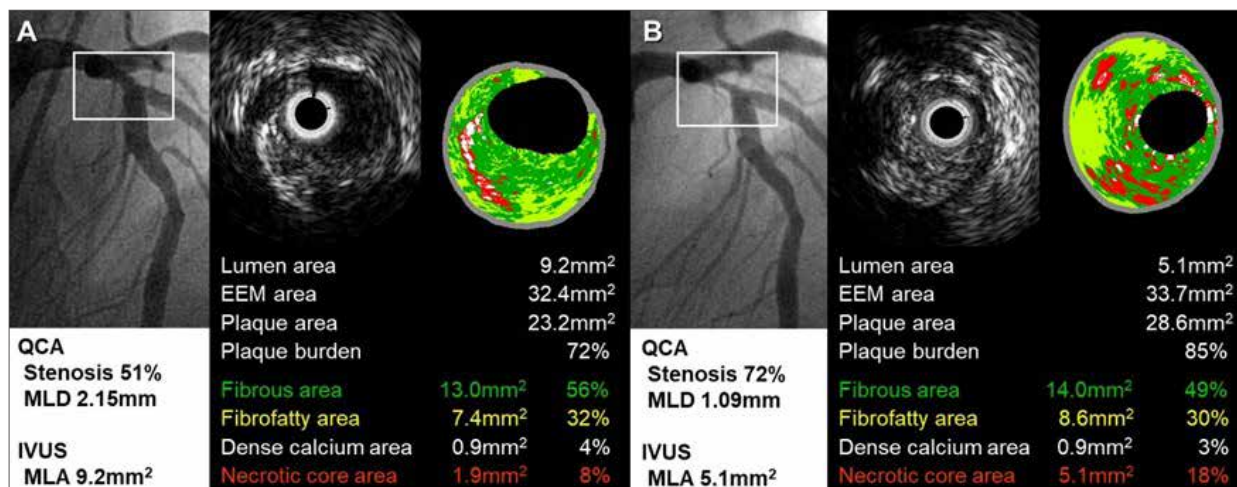 A
QCA
Stenosis 51%
MLD 2.15mm
IVUS
MLA 9.2mm²
Lumen area 9.2mm²
EEM area 32.4mm²
Plaque area 23.2mm²
Plaque burden 72%
Fibrous area 13.0mm² 56%
Fibrofatty area 7.4mm² 32%
Dense calcium area 0.9mm² 4%
Necrotic core area 1.9mm² 8%
B
QCA
Stenosis 72%
MLD 1.09mm
IVUS
MLA 5.1mm²
Lumen area 5.1mm²
EEM area 33.7mm²
Plaque area 28.6mm²
Plaque burden 85%
Fibrous area 14.0mm² 49%
Fibrofatty area 8.6mm² 30%
Dense calcium area 0.9mm² 3%
Necrotic core area 5.1mm² 18%